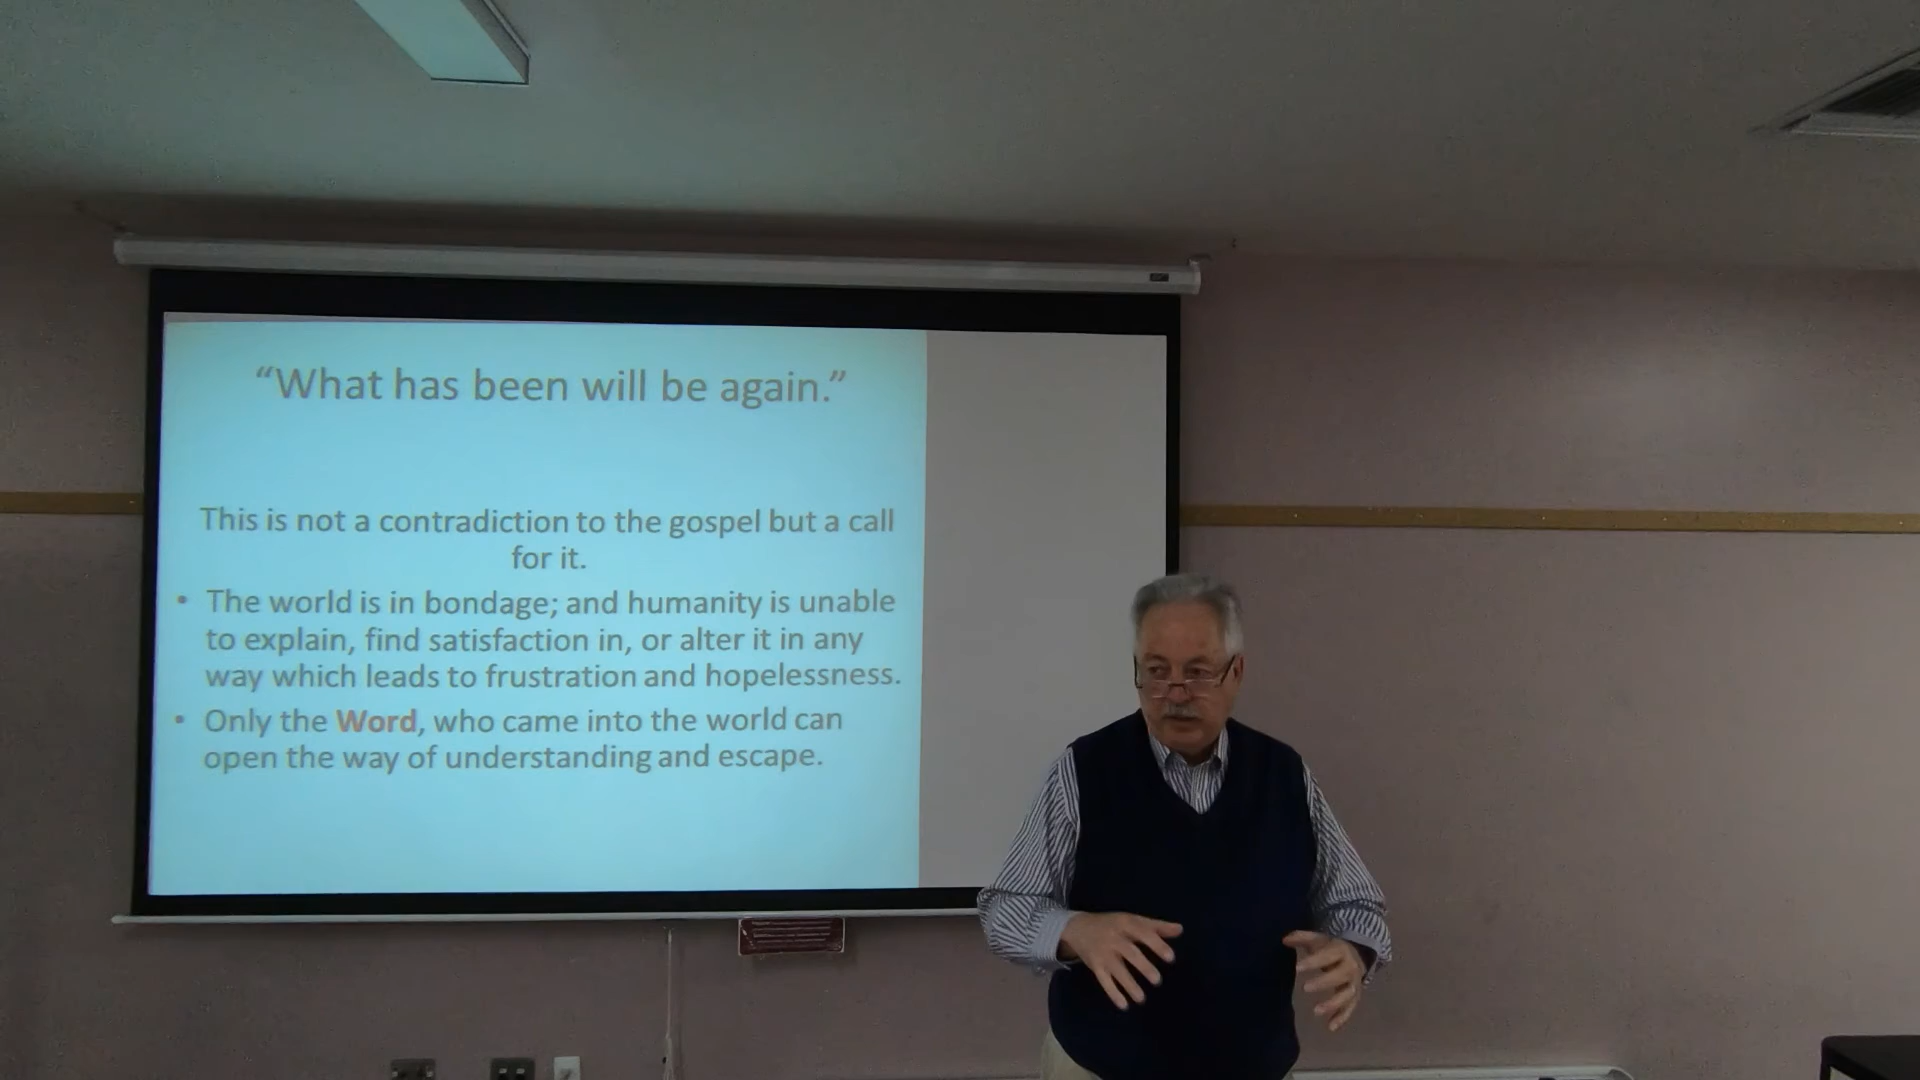 “What has been will be again.”
This is not a contradiction to the gospel but a call
for it.
• The world is in bondage; and humanity is unable
to explain, find satisfaction in, or alter it in any
way which leads to frustration and hopelessness.
• Only the Word, who came into the world can
open the way of understanding and escape.